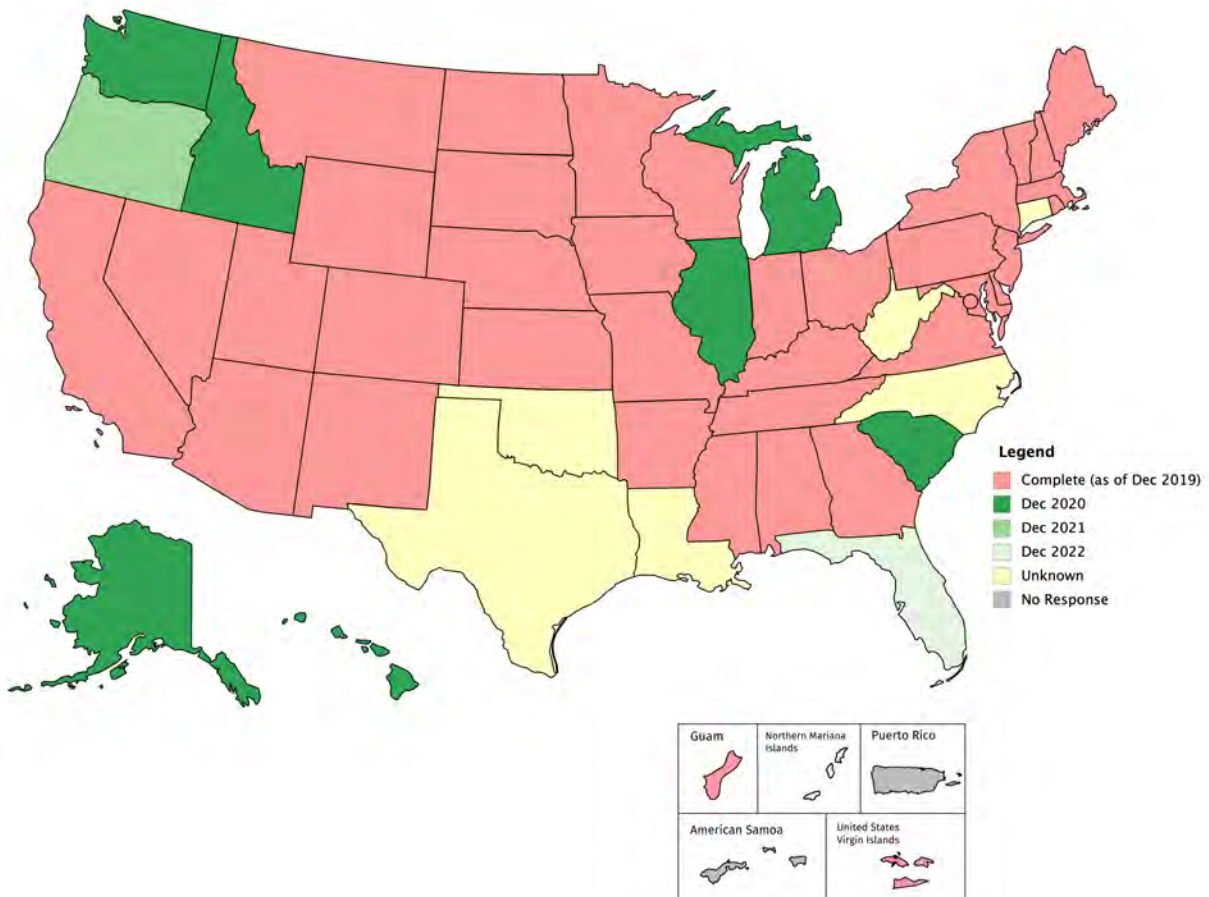 Legend
Complete (as of Dec 2019)
Dec 2020
Dec 2021
Dec 2022
Unknown
No Response
Guam
Northern Mariana
Islands
Puerto Rico
American Samoa
United States
Virgin Islands